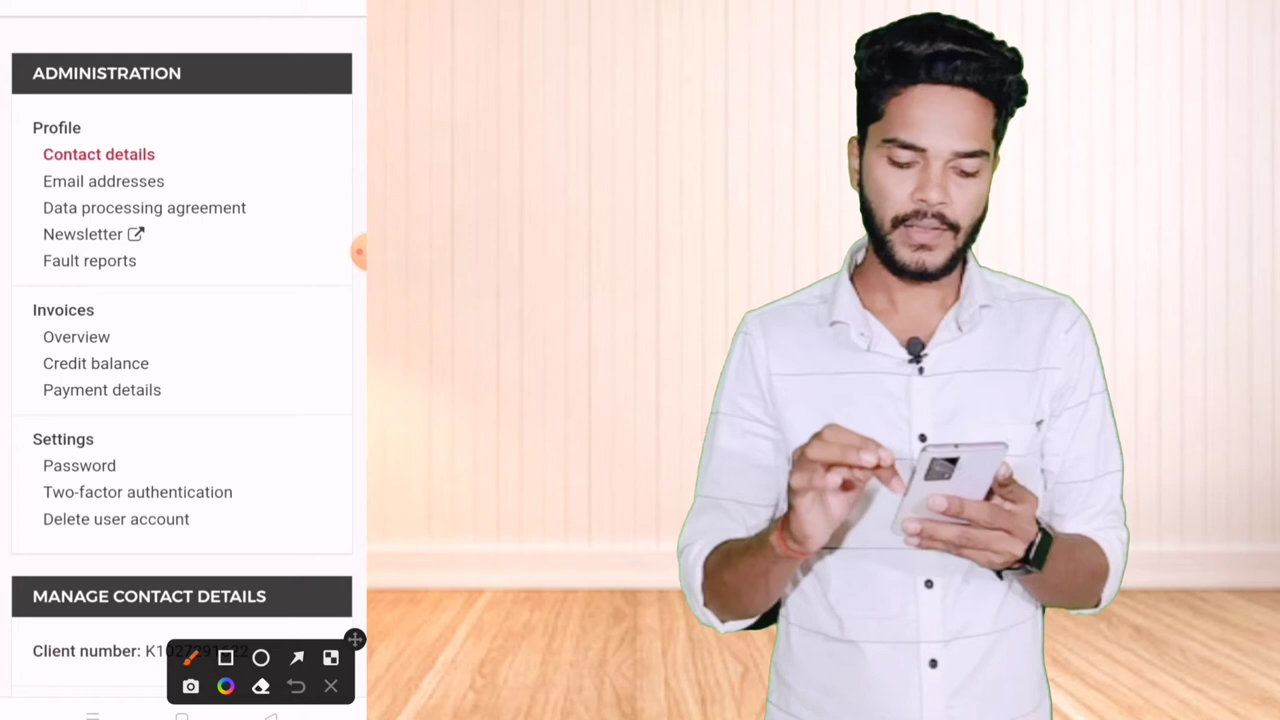 ADMINISTRATION
Profile
Contact details
Email addresses
Data processing agreement
Newsletter
Fault reports
Invoices
Overview
Credit balance
Payment details
Settings
Password
Two-factor authentication
Delete user account
MANAGE CONTACT DETAILS
Client number: